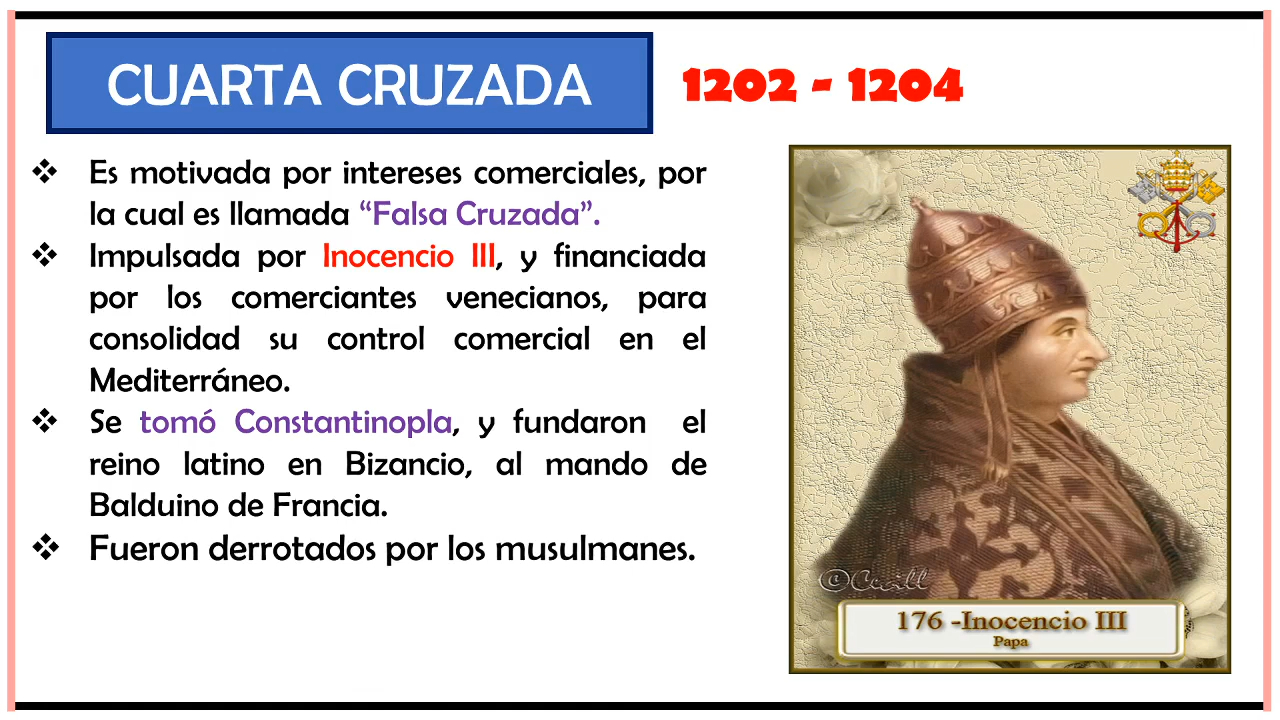 CUARTA CRUZADA
1202 - 1204
❖ Es motivada por intereses comerciales, por
la cual es llamada “Falsa Cruzada”.
❖ Impulsada por Inocencio III, y financiada
por los comerciantes venecianos, para
consolidad su control comercial en el
Mediterráneo.
❖ Se tomó Constantinopla, y fundaron el
reino latino en Bizancio, al mando de
Balduino de Francia.
❖ Fueron derrotados por los musulmanes.
176 -Inocencio III
Papa